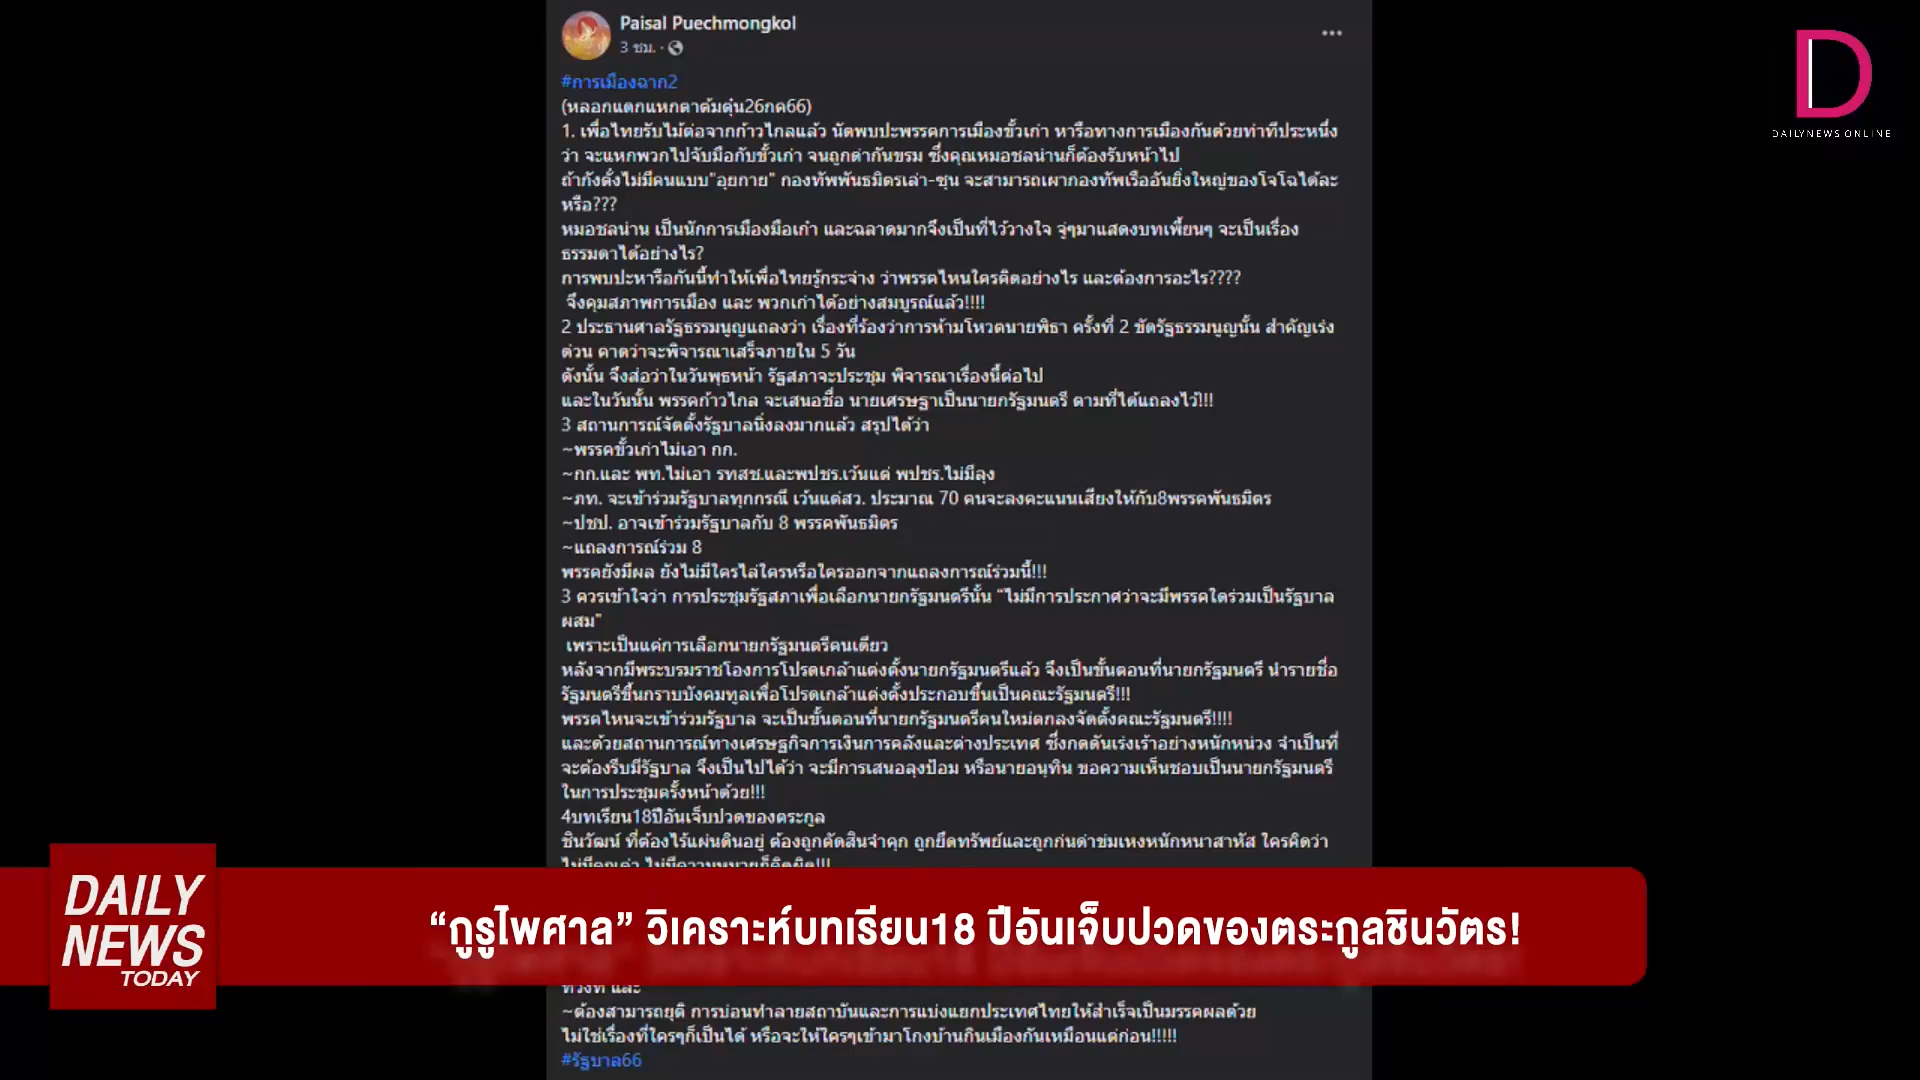 Paisal Puechmongkol
3 ชม.
#การเมืองฉาก2
(หลอกแดกแหกตาต้มตุ๋น26กค66)
1. เพื่อไทยรับไม้ต่อจากก้าวไกลแล้ว นัดพบปะพรรคการเมืองขั้วเก่า หารือทางการเมืองกันด้วยท่าทีประหนึ่ง
ว่า จะแหกพวกไปจับมือกับขั้วเก่า จนถูกด่ากันขรม ซึ่งคุณหมอชลน่านก็ต้องรับหน้าไป
ถ้ากังตั๋งไม่มีคนแบบ"อุยกาย" กองทัพพันธมิตรเล่า-ซุน จะสามารถเผากองทัพเรืออันยิ่งใหญ่ของโจโฉได้ละ
หรือ???
หมอชลน่าน เป็นนักการเมืองมือเก๋า และฉลาดมากจึงเป็นที่ไว้วางใจ จู่ๆมาแสดงบทเพี้ยนๆ จะเป็นเรื่อง
ธรรมดาได้อย่างไร?
การพบปะหารือกันนี้ทำให้เพื่อไทยรู้กระจ่าง ว่าพรรคไหนใครคิดอย่างไร และต้องการอะไร????
จึงคุมสภาพการเมือง และ พวกเก่าได้อย่างสมบูรณ์แล้ว!!!!
2 ประธานศาลรัฐธรรมนูญแถลงว่า เรื่องที่ร้องว่าการห้ามโหวตนายพิธา ครั้งที่ 2 ขัดรัฐธรรมนูญนั้น สำคัญเร่ง
ด่วน คาดว่าจะพิจารณาเสร็จภายใน 5 วัน
ดังนั้น จึงส่อว่าในวันพุธหน้า รัฐสภาจะประชุม พิจารณาเรื่องนี้ต่อไป
และในวันนั้น พรรคก้าวไกล จะเสนอชื่อ นายเศรษฐาเป็นนายกรัฐมนตรี ตามที่ได้แถลงไว้!!!
3 สถานการณ์จัดตั้งรัฐบาลนิ่งลงมากแล้ว สรุปได้ว่า
~พรรคขั้วเก่าไม่เอา กก.
~กก.และ พท.ไม่เอา รทสช.และพปชร.เว้นแต่ พปชร.ไม่มีลุง
~ภท. จะเข้าร่วมรัฐบาลทุกกรณี เว้นแต่สว. ประมาณ 70 คนจะลงคะแนนเสียงให้กับ8พรรคพันธมิตร
~ปชป. อาจเข้าร่วมรัฐบาลกับ 8 พรรคพันธมิตร
~แถลงการณ์ร่วม 8
พรรคยังมีผล ยังไม่มีใครไล่ใครหรือใครออกจากแถลงการณ์ร่วมนี้!!!
3 ควรเข้าใจว่า การประชุมรัฐสภาเพื่อเลือกนายกรัฐมนตรีนั้น "ไม่มีการประกาศว่าจะมีพรรคใดร่วมเป็นรัฐบาล
ผสม"
เพราะเป็นแค่การเลือกนายกรัฐมนตรีคนเดียว
หลังจากมีพระบรมราชโองการโปรดเกล้าแต่งตั้งนายกรัฐมนตรีแล้ว จึงเป็นขั้นตอนที่นายกรัฐมนตรี นำรายชื่อ
รัฐมนตรีขึ้นกราบบังคมทูลเพื่อโปรดเกล้าแต่งตั้งประกอบขึ้นเป็นคณะรัฐมนตรี!!!
พรรคไหนจะเข้าร่วมรัฐบาล จะเป็นขั้นตอนที่นายกรัฐมนตรีคนใหม่ตกลงจัดตั้งคณะรัฐมนตรี!!!!
และด้วยสถานการณ์ทางเศรษฐกิจการเงินการคลังและต่างประเทศ ซึ่งกดดันเร่งเร้าอย่างหนักหน่วง จำเป็นที่
จะต้องรีบมีรัฐบาล จึงเป็นไปได้ว่า จะมีการเสนอลุงป้อม หรือนายอนุทิน ขอความเห็นชอบเป็นนายกรัฐมนตรี
ในการประชุมครั้งหน้าด้วย!!!
4บทเรียน18ปีอันเจ็บปวดของตระกูล
ชินวัฒน์ ที่ต้องไร้แผ่นดินอยู่ ต้องถูกตัดสินจำคุก ถูกยึดทรัพย์และถูกก่นด่าข่มเหงหนักหนาสาหัส ใครคิดว่า
ไม่มีคุณค่า ไม่มีความหมายก็คิดผิด!!!
"กูรูไพศาล" วิเคราะห์บทเรียน18 ปีอันเจ็บปวดของตระกูลชินวัตร!
ท่วงที และ
~ต้องสามารถยุติ การบ่อนทำลายสถาบันและการแบ่งแยกประเทศไทยให้สำเร็จเป็นมรรคผลด้วย
ไม่ใช่เรื่องที่ใครๆก็เป็นได้ หรือจะให้ใครๆเข้ามาโกงบ้านกินเมืองกันเหมือนแต่ก่อน!!!!!
#รัฐบาล66
DAILY
NEWS
TODAY
D
DAILYNEWS ONLINE